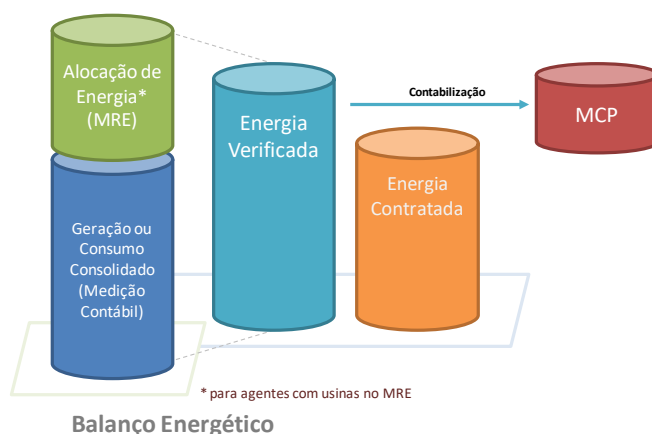 Alocação de
Energia*
(MRE)
Geração ou
Consumo
Consolidado
(Medição
Contábil)
Energia
Verificada
Energia
Contratada
Contabilização
MCP
* para agentes com usinas no MRE
Balanço Energético